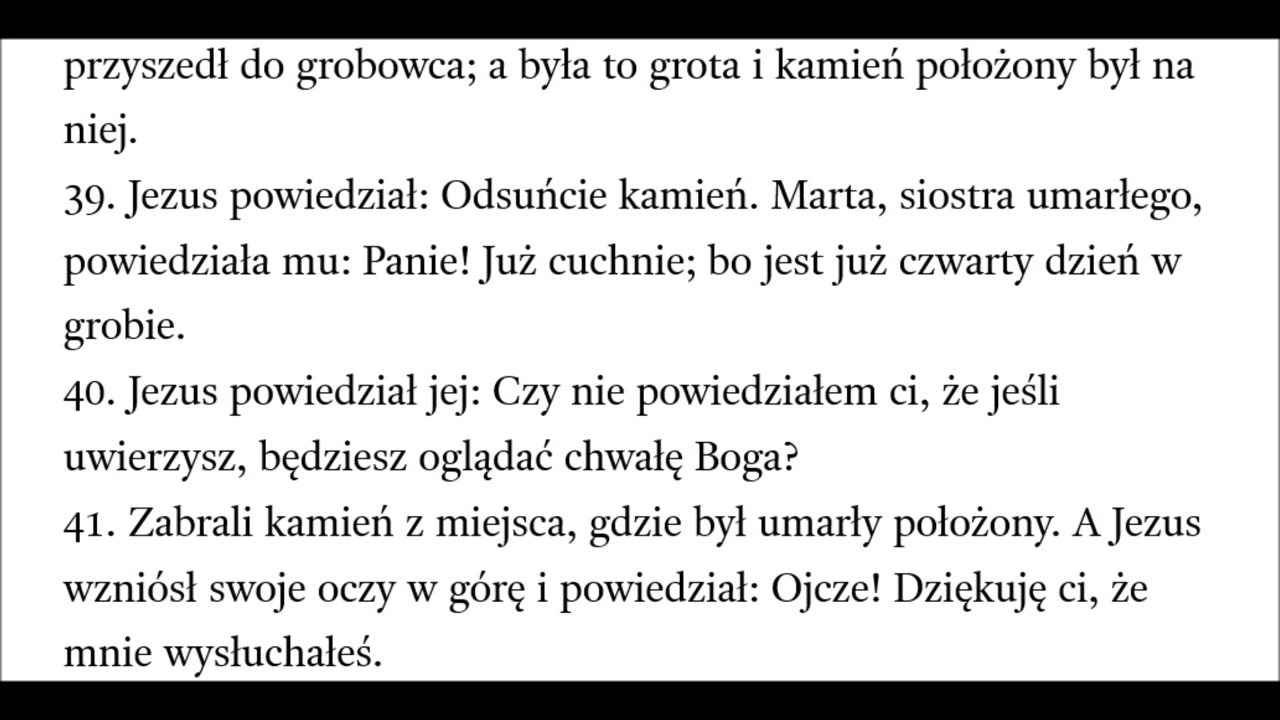 przyszedł do grobowca; a była to grota i kamień położony był na
niej.
39. Jezus powiedział: Odsuńcie kamień. Marta, siostra umarłego,
powiedziała mu: Panie! Już cuchnie; bo jest już czwarty dzień w
grobie.
40. Jezus powiedział jej: Czy nie powiedziałem ci, że jeśli
uwierzysz, będziesz oglądać chwałę Boga?
41. Zabrali kamień z miejsca, gdzie był umarły położony. A Jezus
wzniósł swoje oczy w górę i powiedział: Ojcze! Dziękuję ci, że
mnie wysłuchałeś.